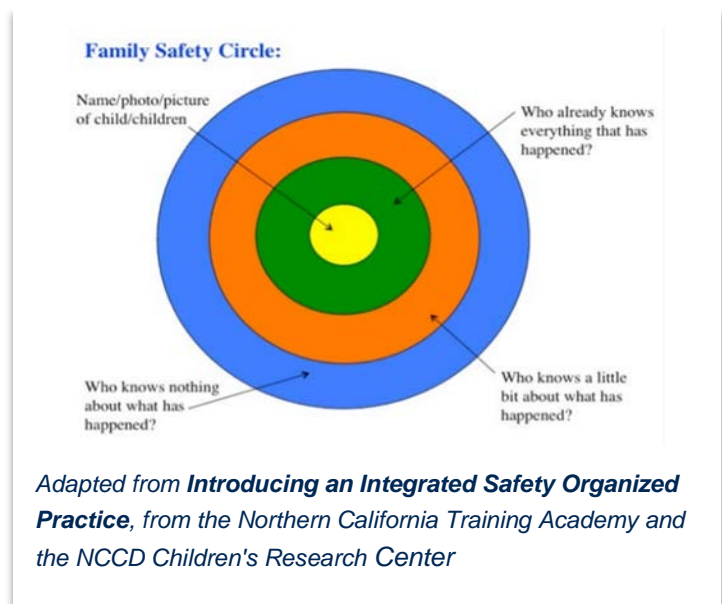 Family Safety Circle:
Name/photo/picture
of child/children
Who already knows
everything that has
happened?
Who knows nothing
about what has
happened?
Who knows a little
bit about what has
happened?
Adapted from Introducing an Integrated Safety Organized
Practice, from the Northern California Training Academy and
the NCCD Children's Research Center